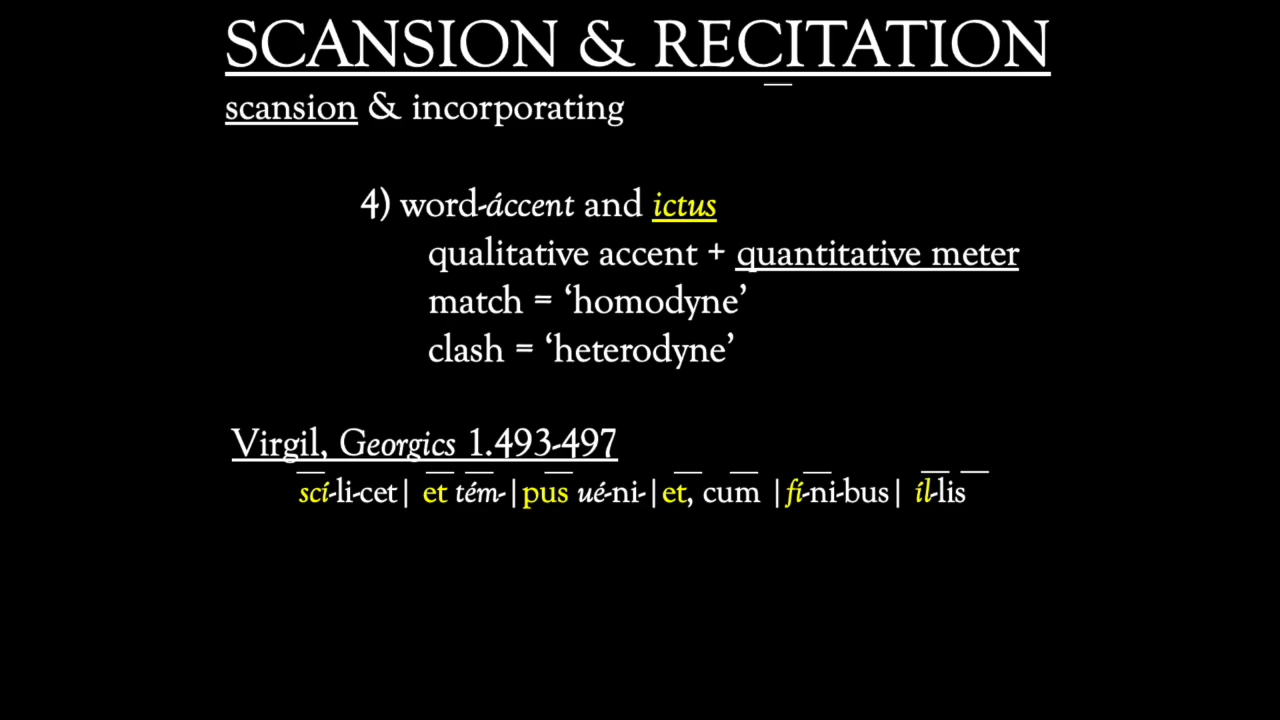 SCANSION & RECITATION
scansion & incorporating
4) word-áccent and ictus
qualitative accent + quantitative meter
match = ‘homodyne’
clash = ‘heterodyne’
Virgil, Georgics 1.493-497
scí-li-cet| et tém-|pus ué-ni-|et, cum |fí-ni-bus| íl-lis